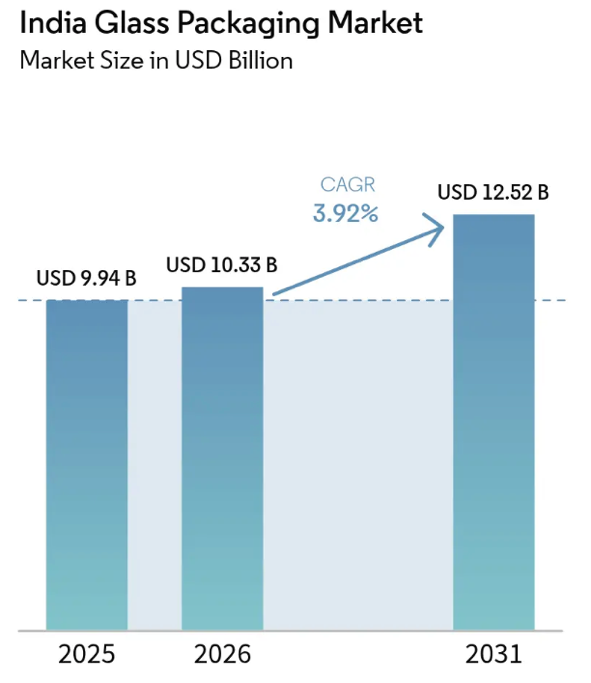 India Glass Packaging Market
Market Size in USD Billion
CAGR
3.92%
USD 12.52 B
USD 10.33 B
USD 9.94 B
2025
2026
2031